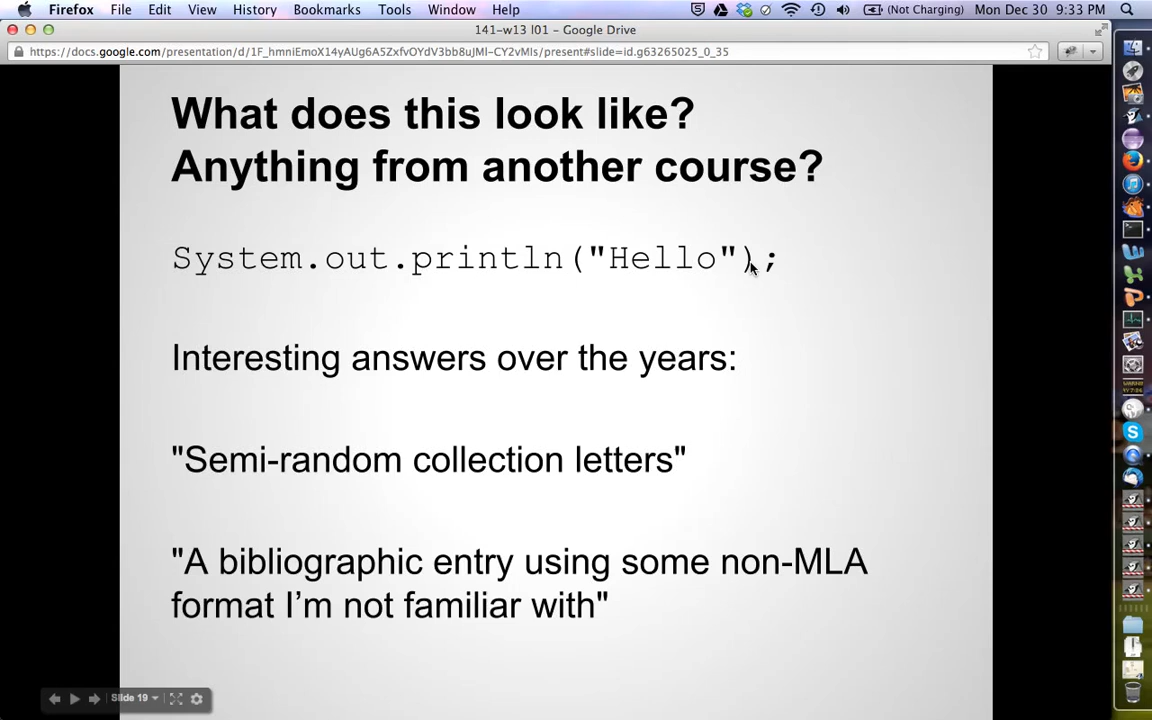 Firefox File Edit View History Bookmarks Tools Window Help (Not Charging) Mon Dec 30 9:33 PM
141-w13 l01 - Google Drive
https://docs.google.com/presentation/d/1F_hmniEmoX14yAUg6ASZxfvOYdV3bb8uJMl-CY2vMIs/present#slide=id.g63265025_0_35
What does this look like?
Anything from another course?
System.out.println("Hello");
Interesting answers over the years:
"Semi-random collection letters"
"A bibliographic entry using some non-MLA
format I’m not familiar with"
Slide 19